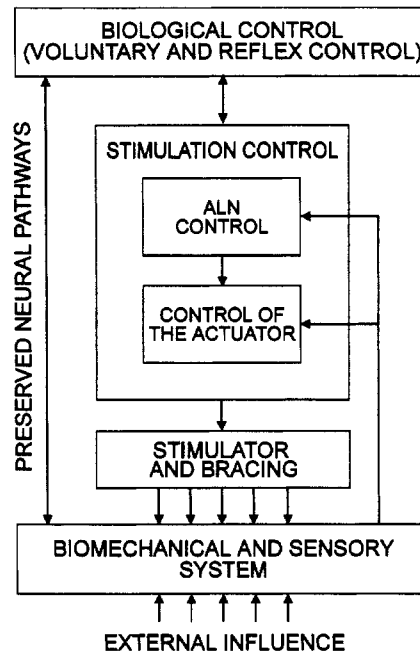 BIOLOGICAL CONTROL
(VOLUNTARY AND REFLEX CONTROL)
PRESERVED NEURAL PATHWAYS
STIMULATION CONTROL
ALN
CONTROL
CONTROL OF
THE ACTUATOR
STIMULATOR
AND BRACING
BIOMECHANICAL AND SENSORY
SYSTEM
EXTERNAL INFLUENCE